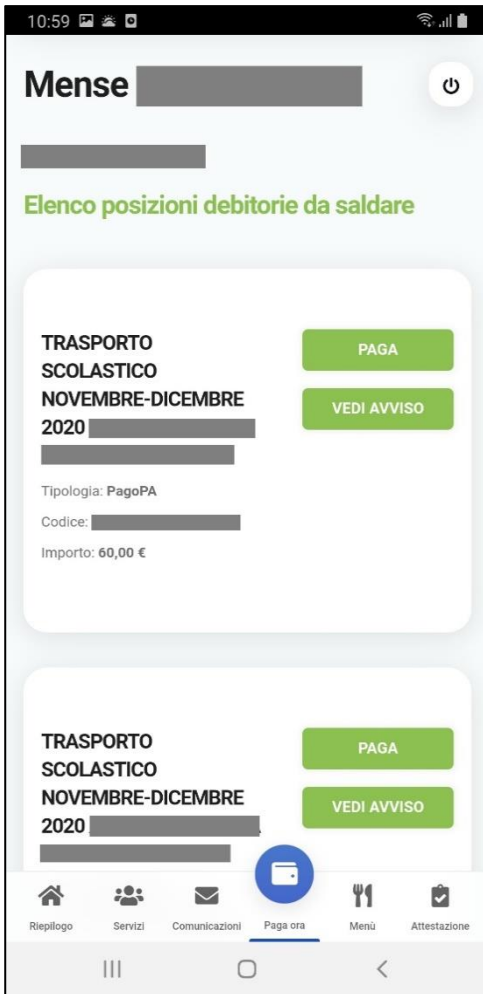 10:59
Mense
Elenco posizioni debitorie da saldare
TRASPORTO
SCOLASTICO
NOVEMBRE-DICEMBRE
2020
Tipologia: PagoPA
Codice:
Importo: 60,00 €
PAGA
VEDI AVVISO
TRASPORTO
SCOLASTICO
NOVEMBRE-DICEMBRE
2020
PAGA
VEDI AVVISO
Riepilogo
Servizi
Comunicazioni
Paga ora
Menù
Attestazione